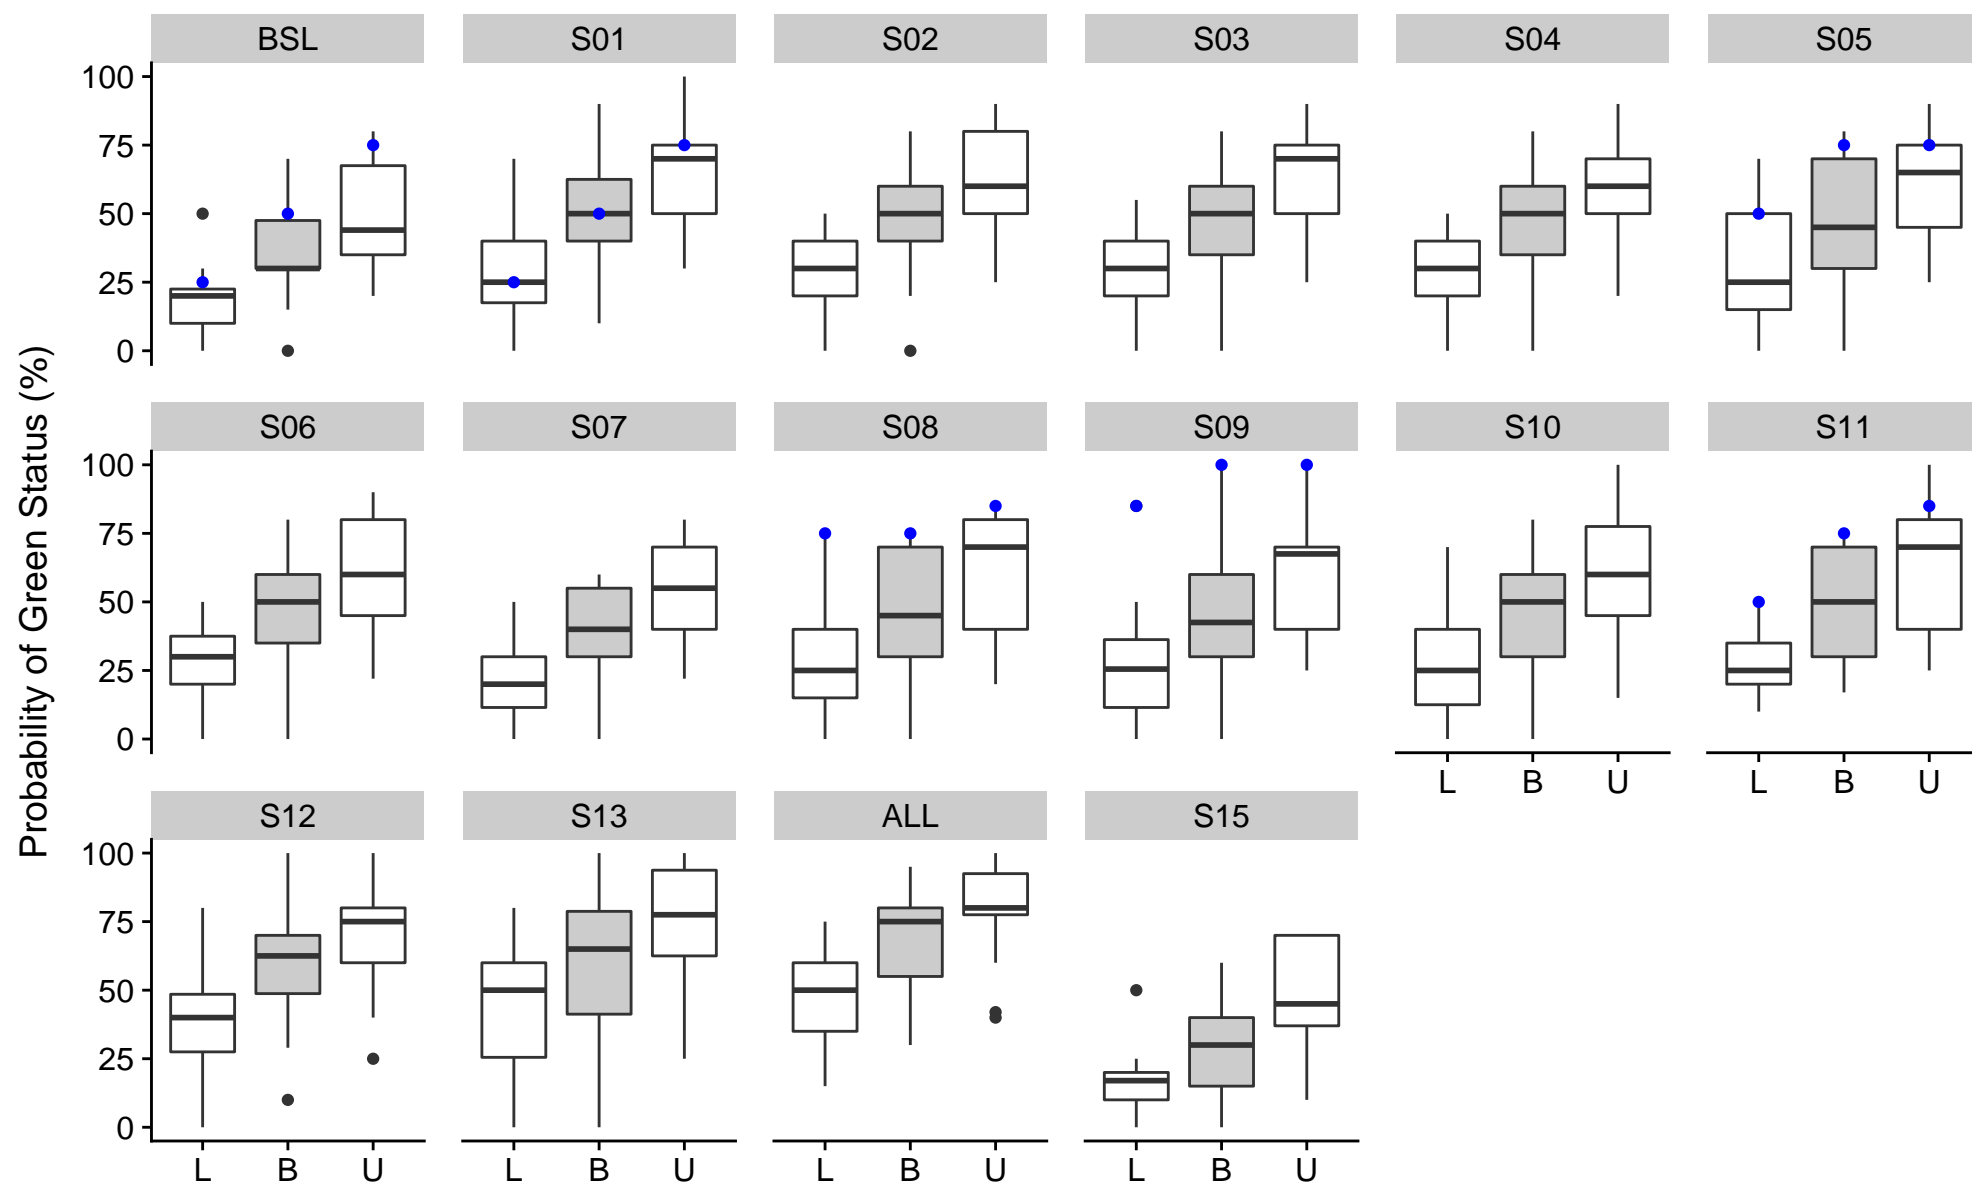 BSL S01 S02 S03 S04 S05
100
75
50
25
0
S06 S07 S08 S09 S10 S11
100
75
50
25
0
L B U L B U
S12 S13 ALL S15
100
75
50
25
0
L B U L B U L B U L B U
Probability of Green Status (%)